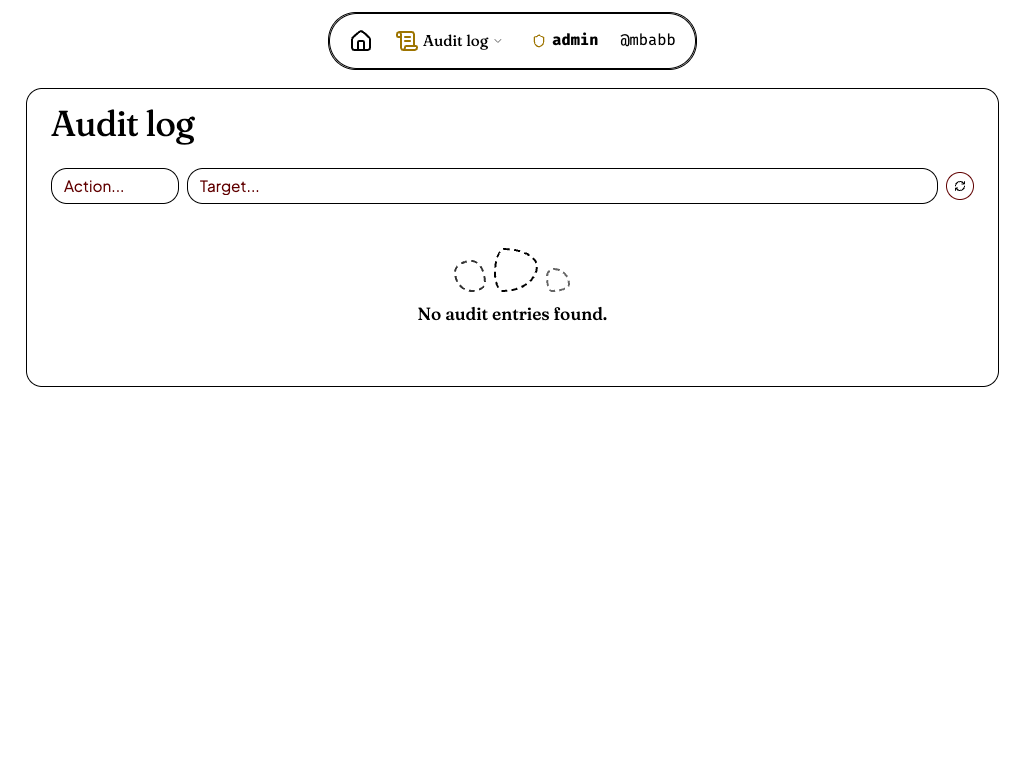 Audit log
admin
@mbabb
Audit log
Action...
Target...
No audit entries found.